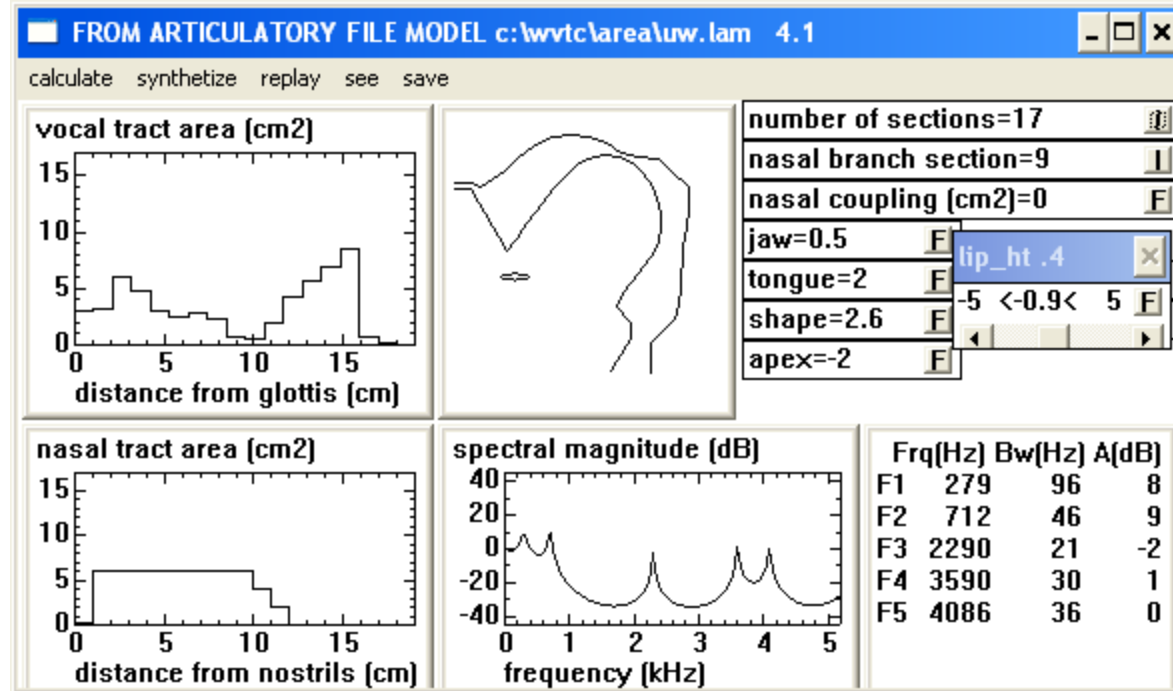 FROM ARTICULATORY FILE MODEL c:\wvtc\area\uw.lam 4.1
calculate synthetize replay see save
vocal tract area (cm2)
15
10
5
0
0 5 10 15
distance from glottis (cm)
number of sections=17
nasal branch section=9 I
nasal coupling (cm2)=0 F
jaw=0.5 F
tongue=2 F
shape=2.6 F
apex=-2 F
lip_ht .4
-5 <-0.9< 5 F
nasal tract area (cm2)
15
10
5
0
0 5 10 15
distance from nostrils (cm)
spectral magnitude (dB)
40
20
0
-20
-40
0 1 2 3 4 5
frequency (kHz)
Frq(Hz) Bw(Hz) A(dB)
F1 279 96 8
F2 712 46 9
F3 2290 21 -2
F4 3590 30 1
F5 4086 36 0